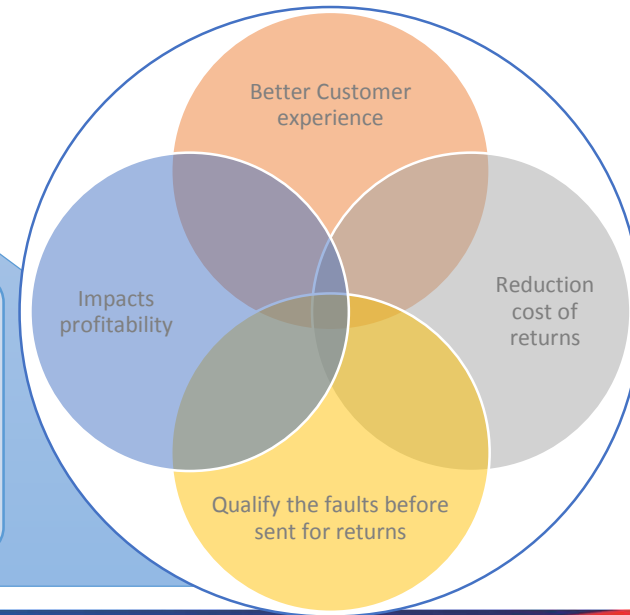 Better Customer
experience
Impacts
profitability
Reduction
cost of
returns
Qualify the faults before
sent for returns